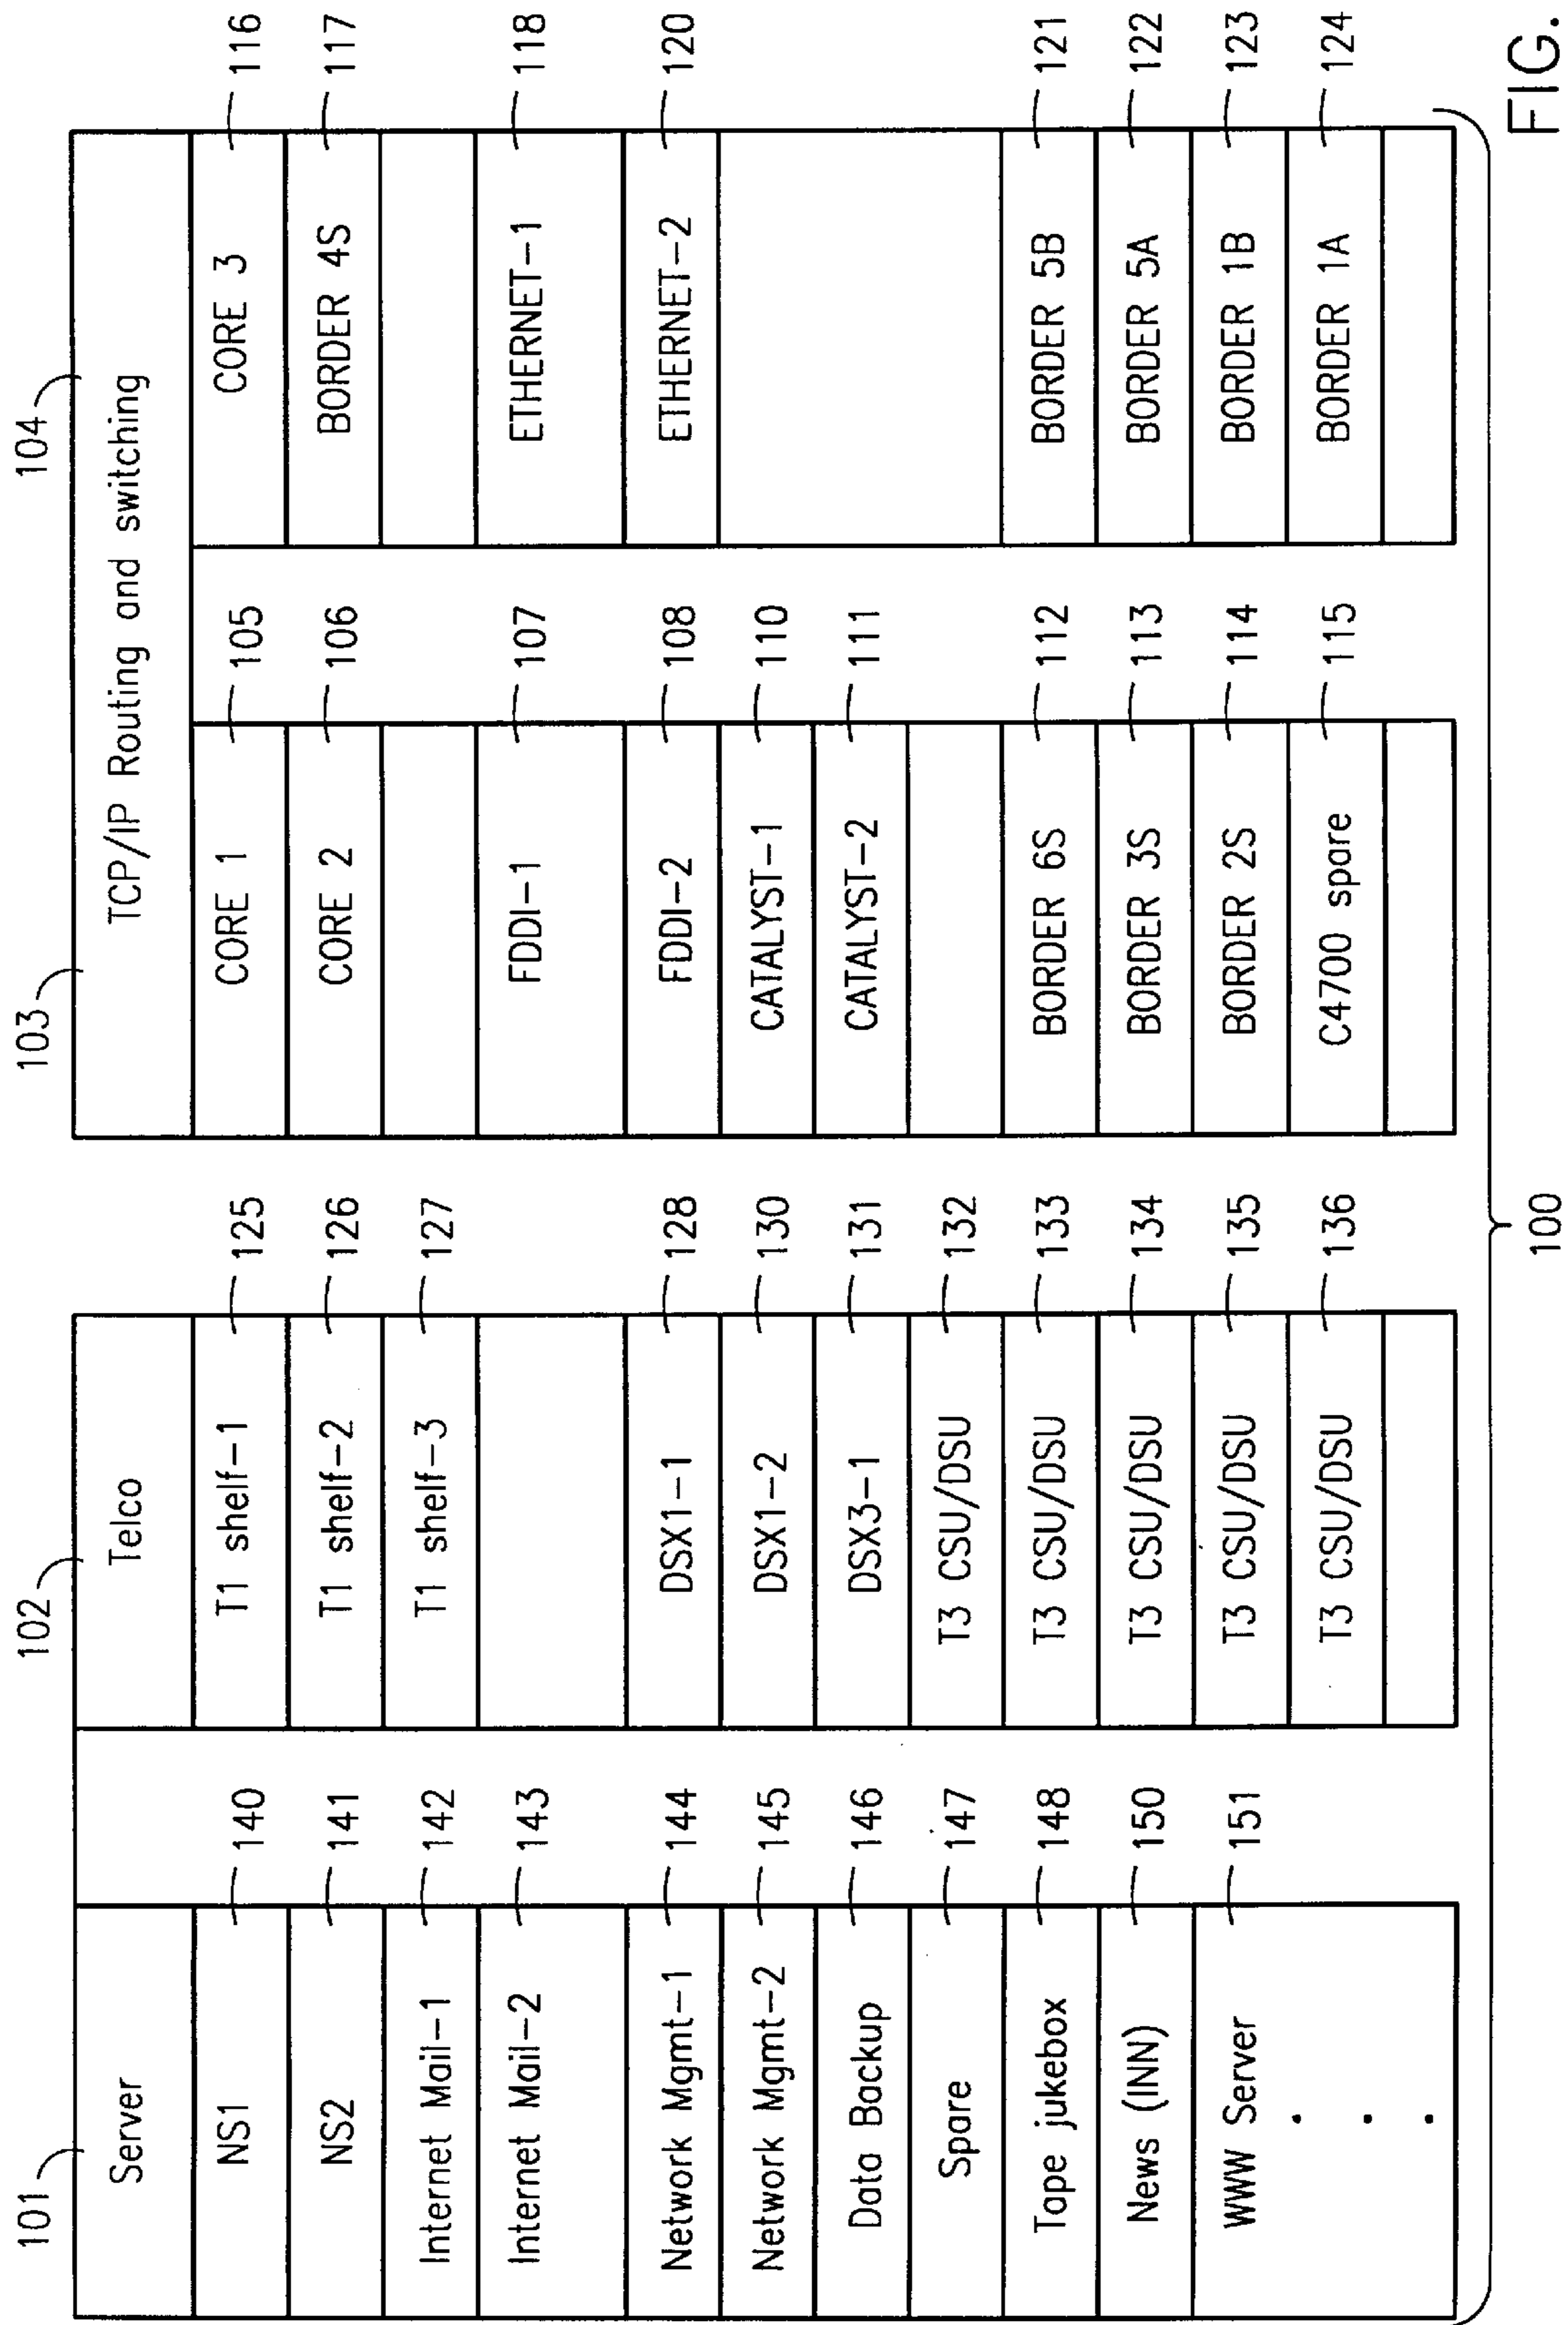 101
Server
NS1
140
NS2
141
Internet Mail-1
142
Internet Mail-2
143
Network Mgmt-1
144
Network Mgmt-2
145
Data Backup
146
Spare
147
Tape jukebox
148
News (INN)
150
WWW Server
151
.
.
.
102
Telco
T1 shelf-1
125
T1 shelf-2
126
T1 shelf-3
127
DSX1-1
128
DSX1-2
130
DSX3-1
131
T3 CSU/DSU
132
T3 CSU/DSU
133
T3 CSU/DSU
134
T3 CSU/DSU
135
T3 CSU/DSU
136
103
104
TCP/IP Routing and switching
CORE 1
105
CORE 2
106
FDDI-1
107
FDDI-2
108
CATALYST-1
110
CATALYST-2
111
BORDER 6S
112
BORDER 3S
113
BORDER 2S
114
C4700 spare
115
CORE 3
116
BORDER 4S
117
ETHERNET-1
118
ETHERNET-2
120
BORDER 5B
121
BORDER 5A
122
BORDER 1B
123
BORDER 1A
124
100
FIG.